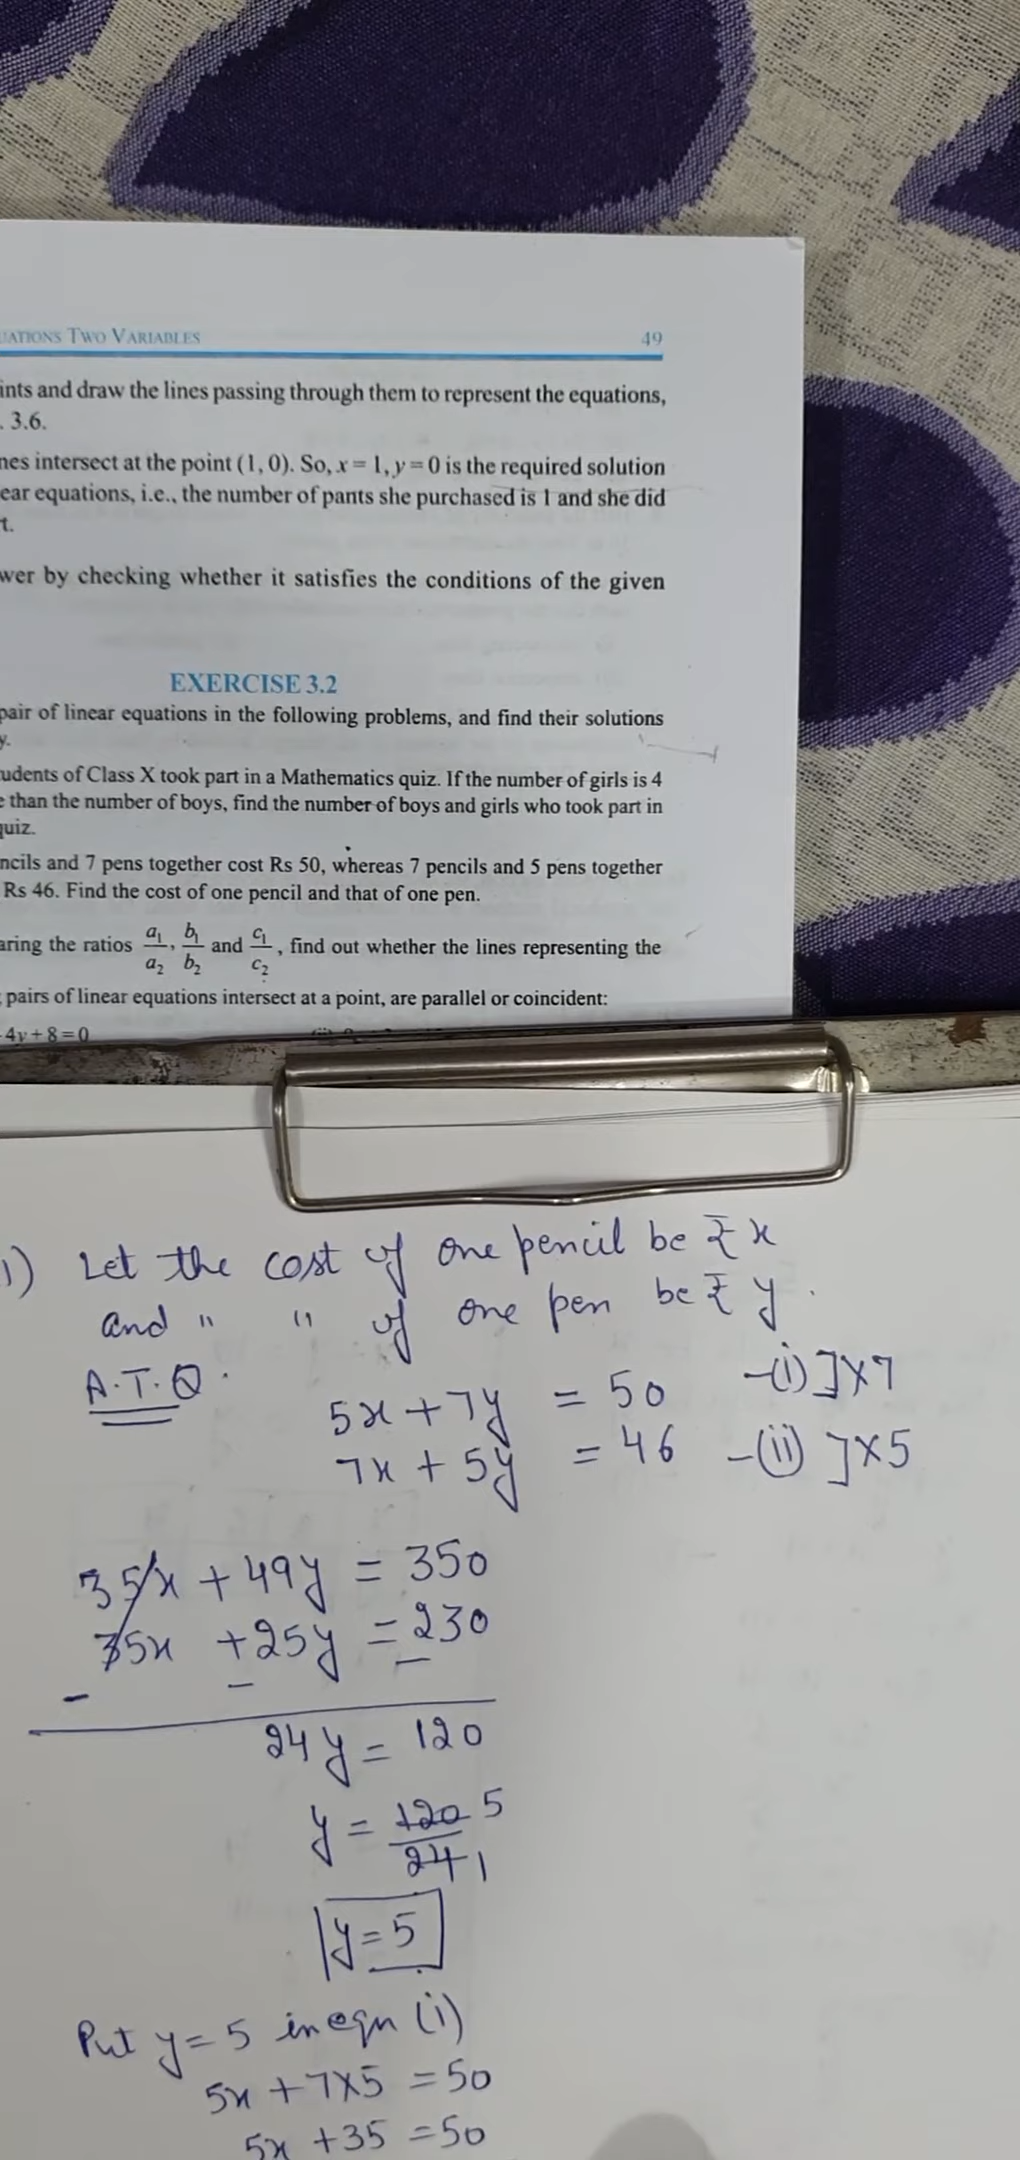 UATIONS TWO VARIABLES 49
ints and draw the lines passing through them to represent the equations,
. 3.6.
nes intersect at the point (1, 0). So, x = 1, y = 0 is the required solution
ear equations, i.e., the number of pants she purchased is 1 and she did
t.
wer by checking whether it satisfies the conditions of the given
EXERCISE 3.2
pair of linear equations in the following problems, and find their solutions
y.
udents of Class X took part in a Mathematics quiz. If the number of girls is 4
e than the number of boys, find the number of boys and girls who took part in
quiz.
ncils and 7 pens together cost Rs 50, whereas 7 pencils and 5 pens together
Rs 46. Find the cost of one pencil and that of one pen.
aring the ratios a₁/a₂, b₁/b₂ and c₁/c₂, find out whether the lines representing the
pairs of linear equations intersect at a point, are parallel or coincident:
4y + 8 = 0
i) Let the cost of one pencil be ₹ x
and " " of one pen be ₹ y.
A.T.Q.
5x + 7y = 50 -(i) ]×7
7x + 5y = 46 -(ii) ]×5
35x + 49y = 350
35x + 25y = 230
- - -
24y = 120
y = 120/24 5 1
y = 5
Put y = 5 in eqn (i)
5x + 7×5 = 50
5x + 35 = 50